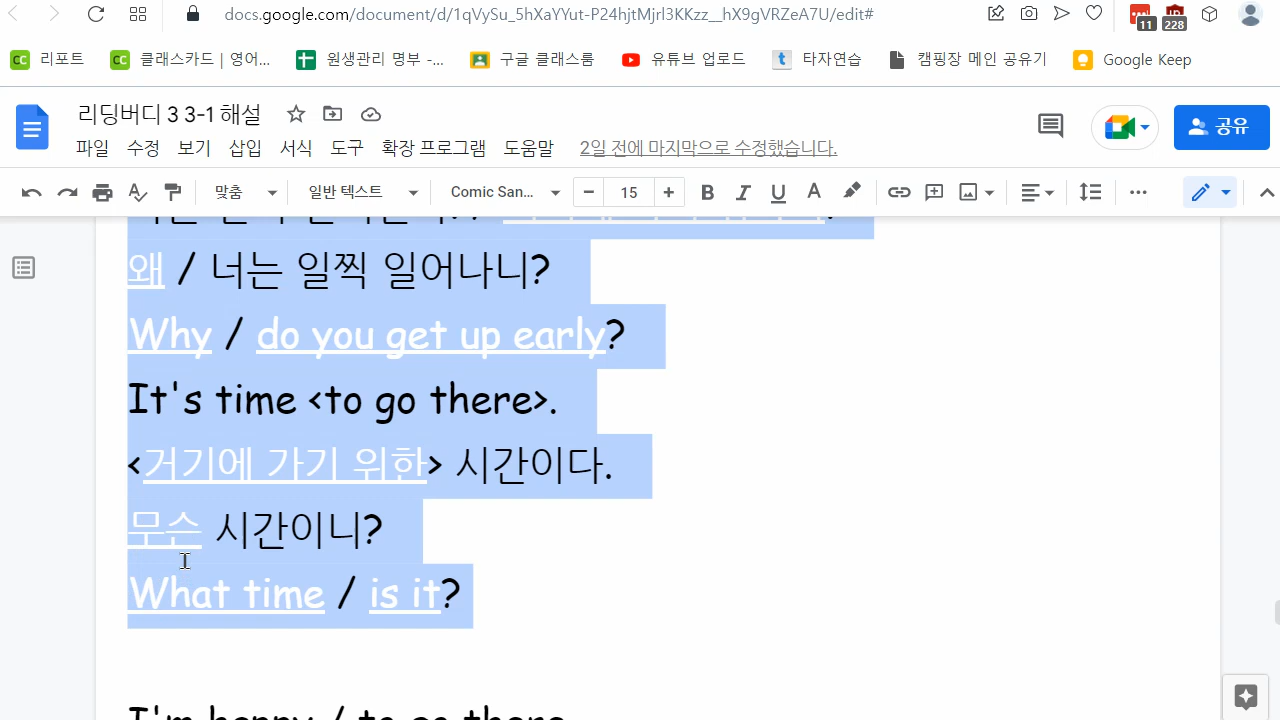 docs.google.com/document/d/1qVvSu_5hXaYYut-P24hjtMjrl3KKzz__hX9gVRZeA7U/edit#
11 228
리포트 클래스카드 | 영어... 원생관리 명부 -... 구글 클래스룸 유튜브 업로드 타자연습 캠핑장 메인 공유기 Google Keep
리딩버디 3 3-1 해설
공유
파일 수정 보기 삽입 서식 도구 확장 프로그램 도움말 2일 전에 마지막으로 수정했습니다.
맞춤 일반 텍스트 Comic San... 15 B I U A
왜 / 너는 일찍 일어나니?
Why / do you get up early?
It's time <to go there>.
<거기에 가기 위한> 시간이다.
무슨 시간이니?
What time / is it?
I'm happy / to go there